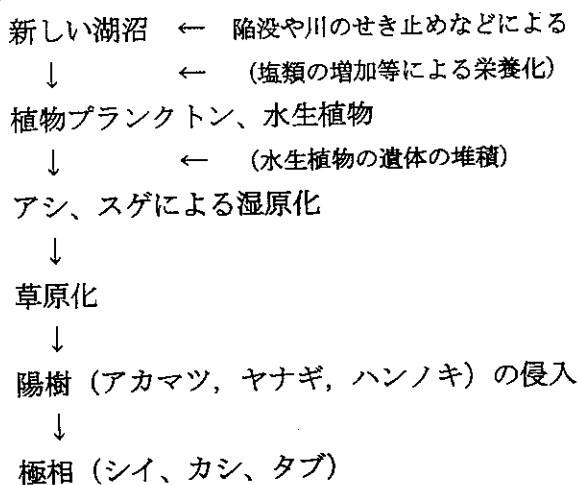 新しい湖沼 ← 陥没や川のせき止めなどによる
↓ ← (塩類の増加等による栄養化)
植物プランクトン、水生植物
↓ ← (水生植物の遺体の堆積)
アシ、スゲによる湿原化
↓
草原化
↓
陽樹 (アカマツ, ヤナギ, ハンノキ) の侵入
↓
極相 (シイ、カシ、タブ)